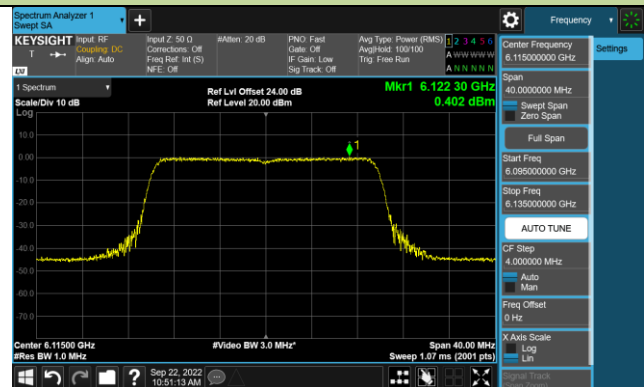 Spectrum Analyzer 1
Swept SA
+
Frequency
KEYSIGHT
T
LXI
Input: RF
Coupling: DC
Align: Auto
Input Z: 50 Ω
Corrections: Off
Freq Ref: Int (S)
NFE: Off
#Atten: 20 dB
PNO: Fast
Gate: Off
IF Gain: Low
Sig Track: Off
Avg Type: Power (RMS)
Avg|Hold: 100/100
Trig: Free Run
1 2 3 4 5 6
A W W W W W
A N N N N N
Center Frequency
6.115000000 GHz
Settings
Span
40.0000000 MHz
Swept Span
Zero Span
Full Span
Start Freq
6.095000000 GHz
Stop Freq
6.135000000 GHz
AUTO TUNE
CF Step
4.000000 MHz
Auto
Man
Freq Offset
0 Hz
X Axis Scale
Log
Lin
Signal Track
(Span Zoom)
1 Spectrum
Scale/Div 10 dB
Log
Ref Lvl Offset 24.00 dB
Ref Level 20.00 dBm
Mkr1 6.122 30 GHz
0.402 dBm
1
10.0
0.00
-10.0
-20.0
-30.0
-40.0
-50.0
-60.0
-70.0
Center 6.11500 GHz
#Res BW 1.0 MHz
#Video BW 3.0 MHz*
Span 40.00 MHz
Sweep 1.07 ms (2001 pts)
?
Sep 22, 2022
10:51:13 AM